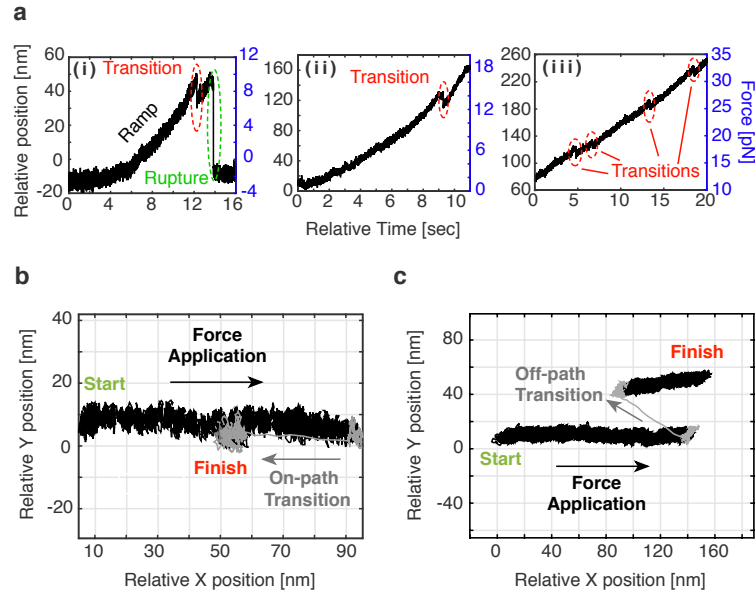 a
(i)
Transition
Ramp
Rupture
Relative position [nm]
60
40
20
0
-20
0
4
8
12
16
12
8
4
0
-4
(ii)
Transition
160
120
80
40
0
0
2
4
6
8
10
18
12
6
0
(iii)
Transitions
260
220
180
140
100
60
0
5
10
15
20
35
30
25
20
15
10
Force [pN]
Relative Time [sec]
b
Force
Application
Start
Finish
On-path
Transition
Relative Y position [nm]
40
20
0
-20
10
30
50
70
90
Relative X position [nm]
c
Finish
Off-path
Transition
Start
Force
Application
Relative Y position [nm]
80
40
0
-40
0
40
80
120
160
Relative X position [nm]